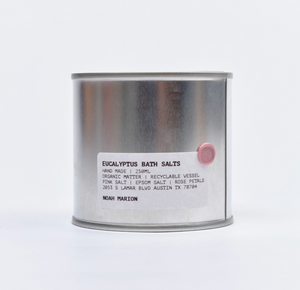 EUCALYPTUS BATH SALTS
HAND MADE | 250ML
ORGANIC MATTER | RECYCLABLE VESSEL
PINK SALT | EPSOM SALT | ROSE PETALS
2053 S LAMAR BLVD AUSTIN TX 78704
NOAH MARION